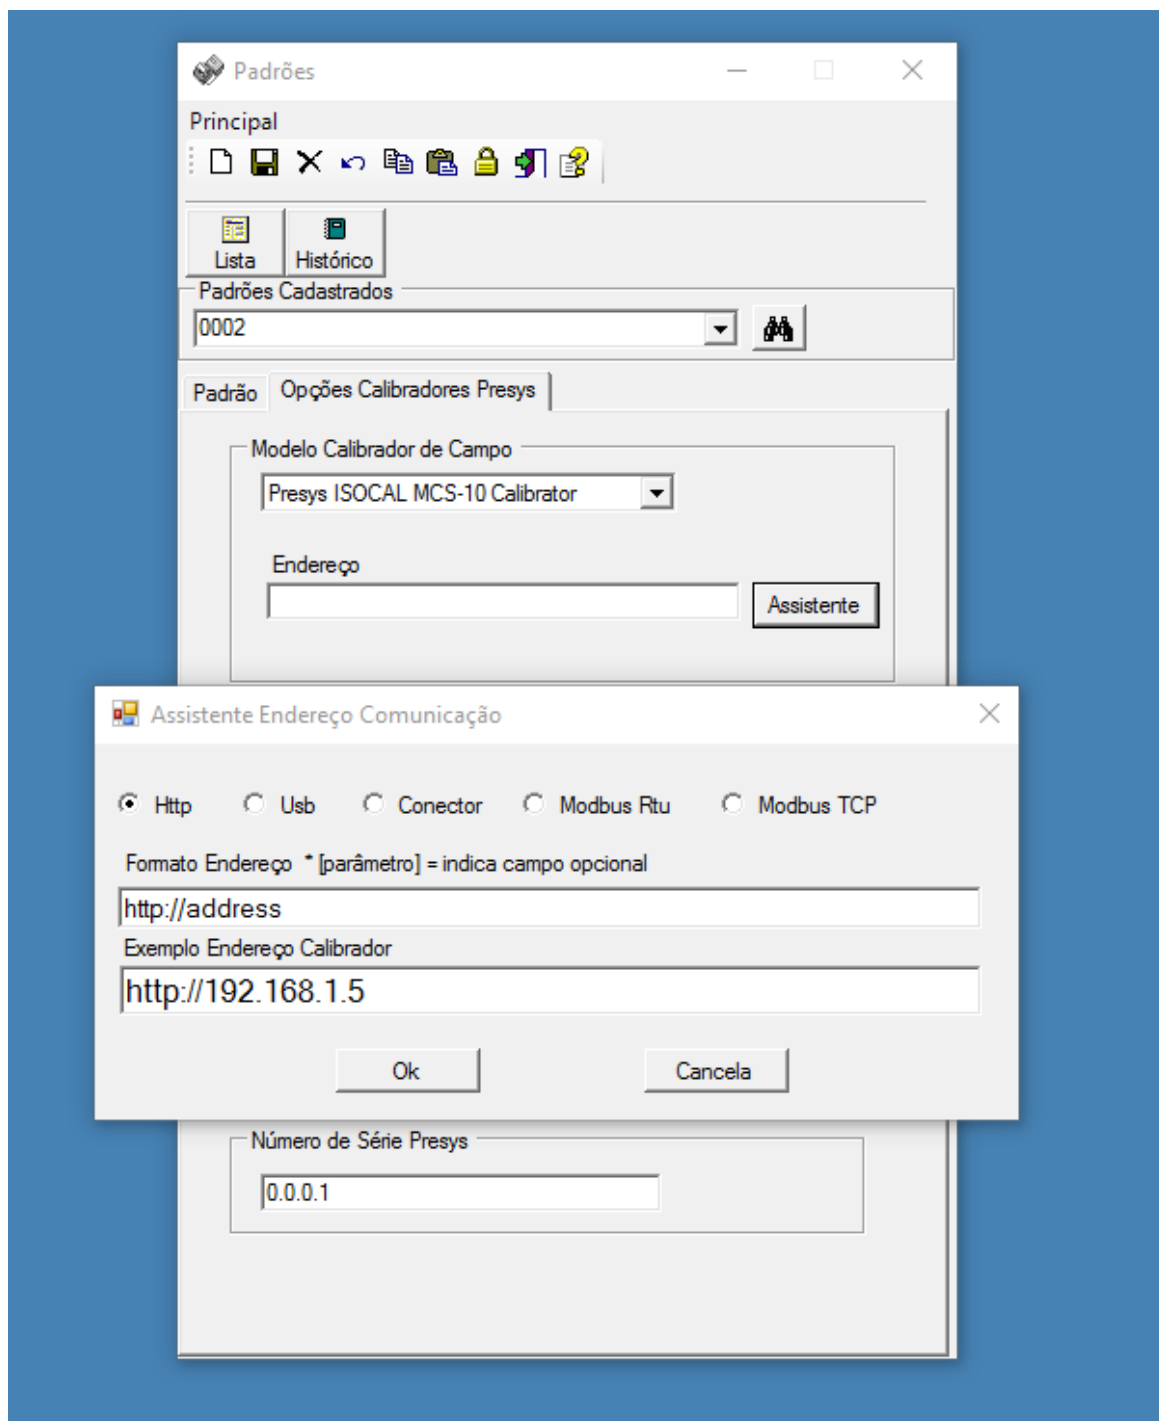 Padrões
Principal
Lista
Histórico
Padrões Cadastrados
0002
Padrão
Opções Calibradores Presys
Modelo Calibrador de Campo
Presys ISOCAL MCS-10 Calibrator
Endereço
Assistente
Assistente Endereço Comunicação
Http Usb Conector Modbus Rtu Modbus TCP
Formato Endereço * [parâmetro] = indica campo opcional
http://address
Exemplo Endereço Calibrador
http://192.168.1.5
Ok
Cancela
Número de Série Presys
0.0.0.1